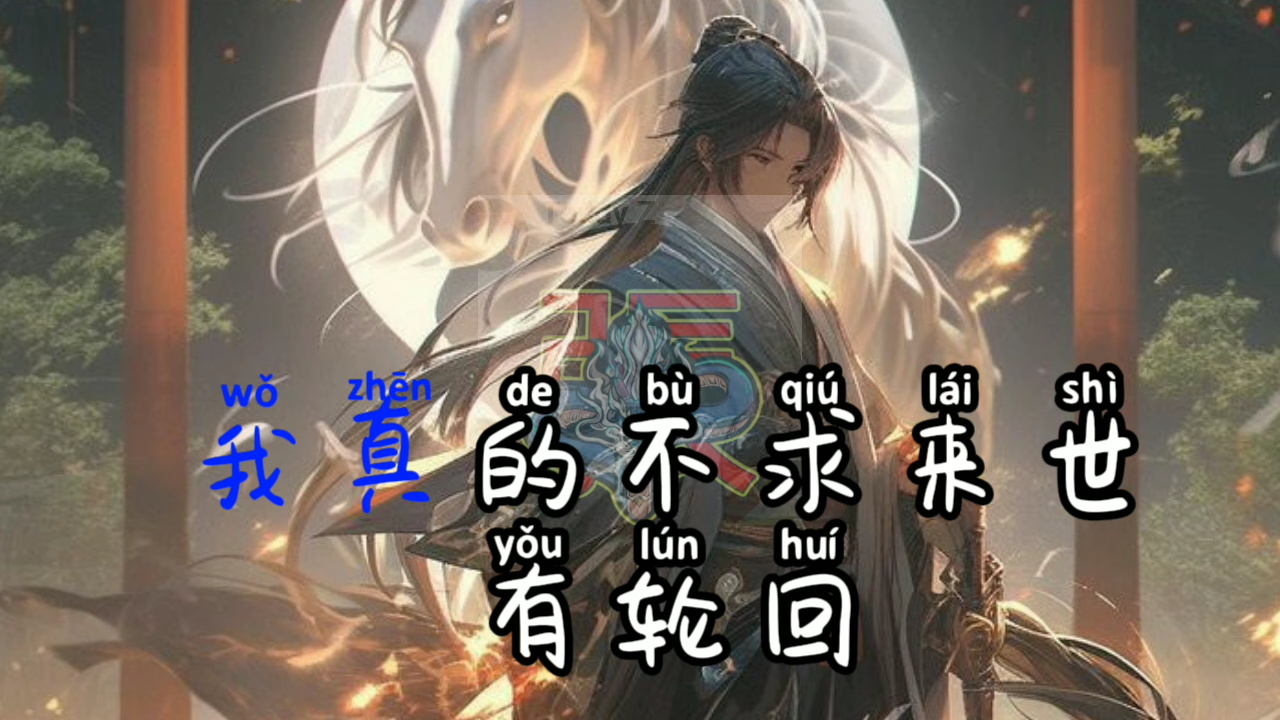 wǒ zhēn de bù qiú lái shì
我真的不求来世
yǒu lún huí
有轮回